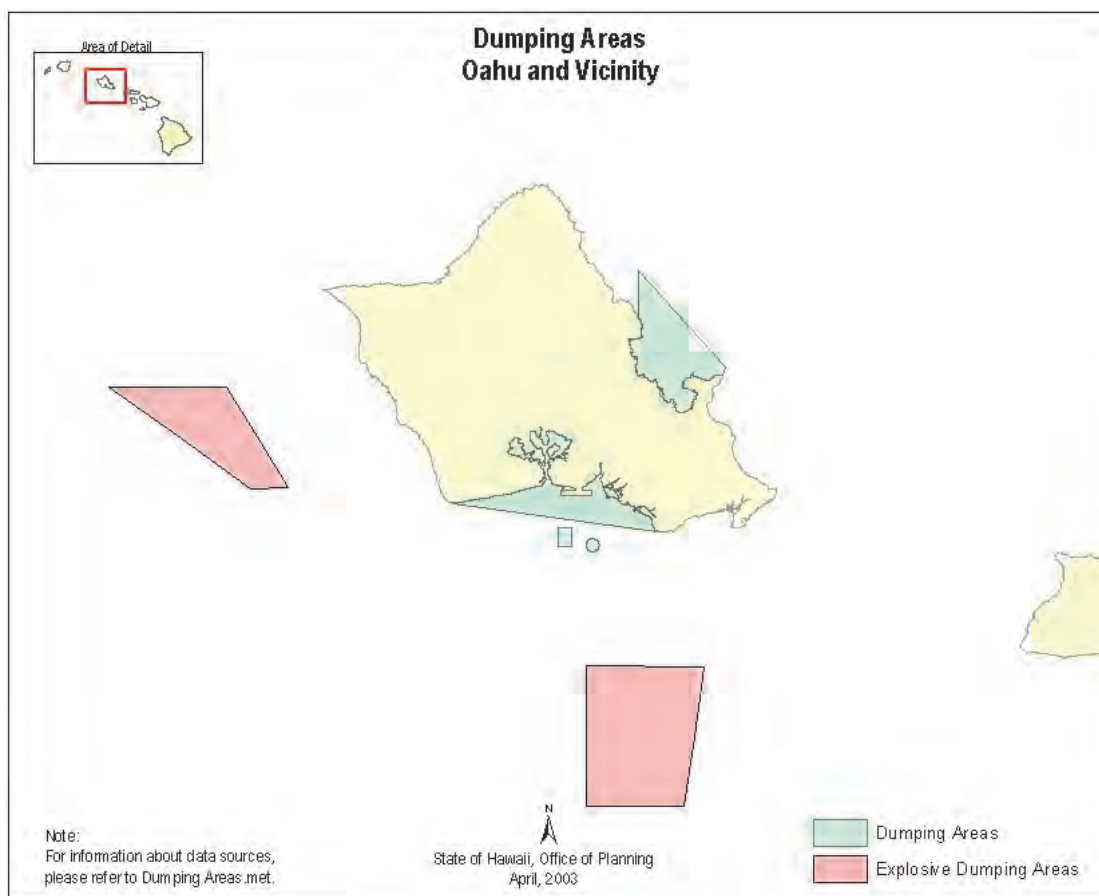 Area of Detail
Dumping Areas
Oahu and Vicinity
N
Note:
For information about data sources,
please refer to Dumping Areas.met.
State of Hawaii, Office of Planning
April, 2003
Dumping Areas
Explosive Dumping Areas